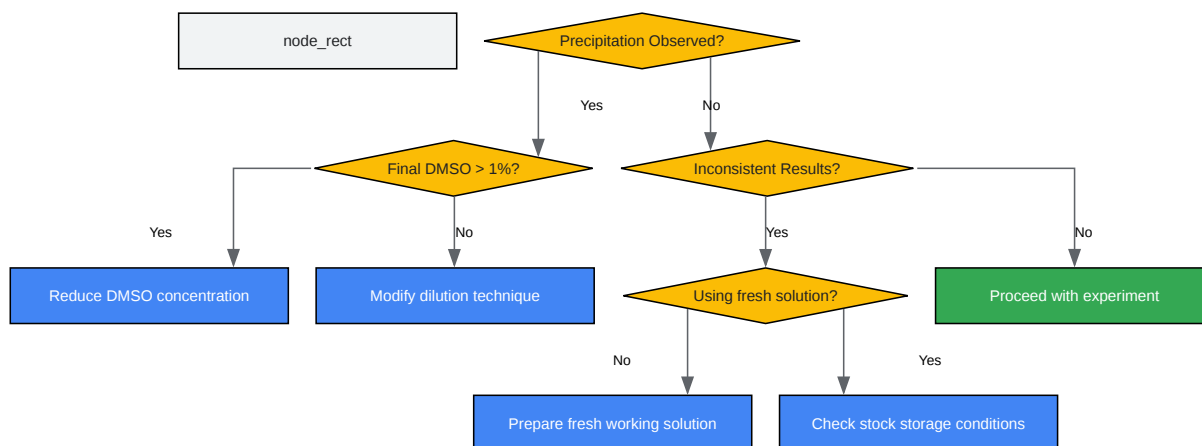 node_rect
Precipitation Observed?
Yes
No
Final DMSO > 1%?
Inconsistent Results?
Yes
No
Yes
No
Reduce DMSO concentration
Modify dilution technique
Using fresh solution?
Proceed with experiment
No
Yes
Prepare fresh working solution
Check stock storage conditions